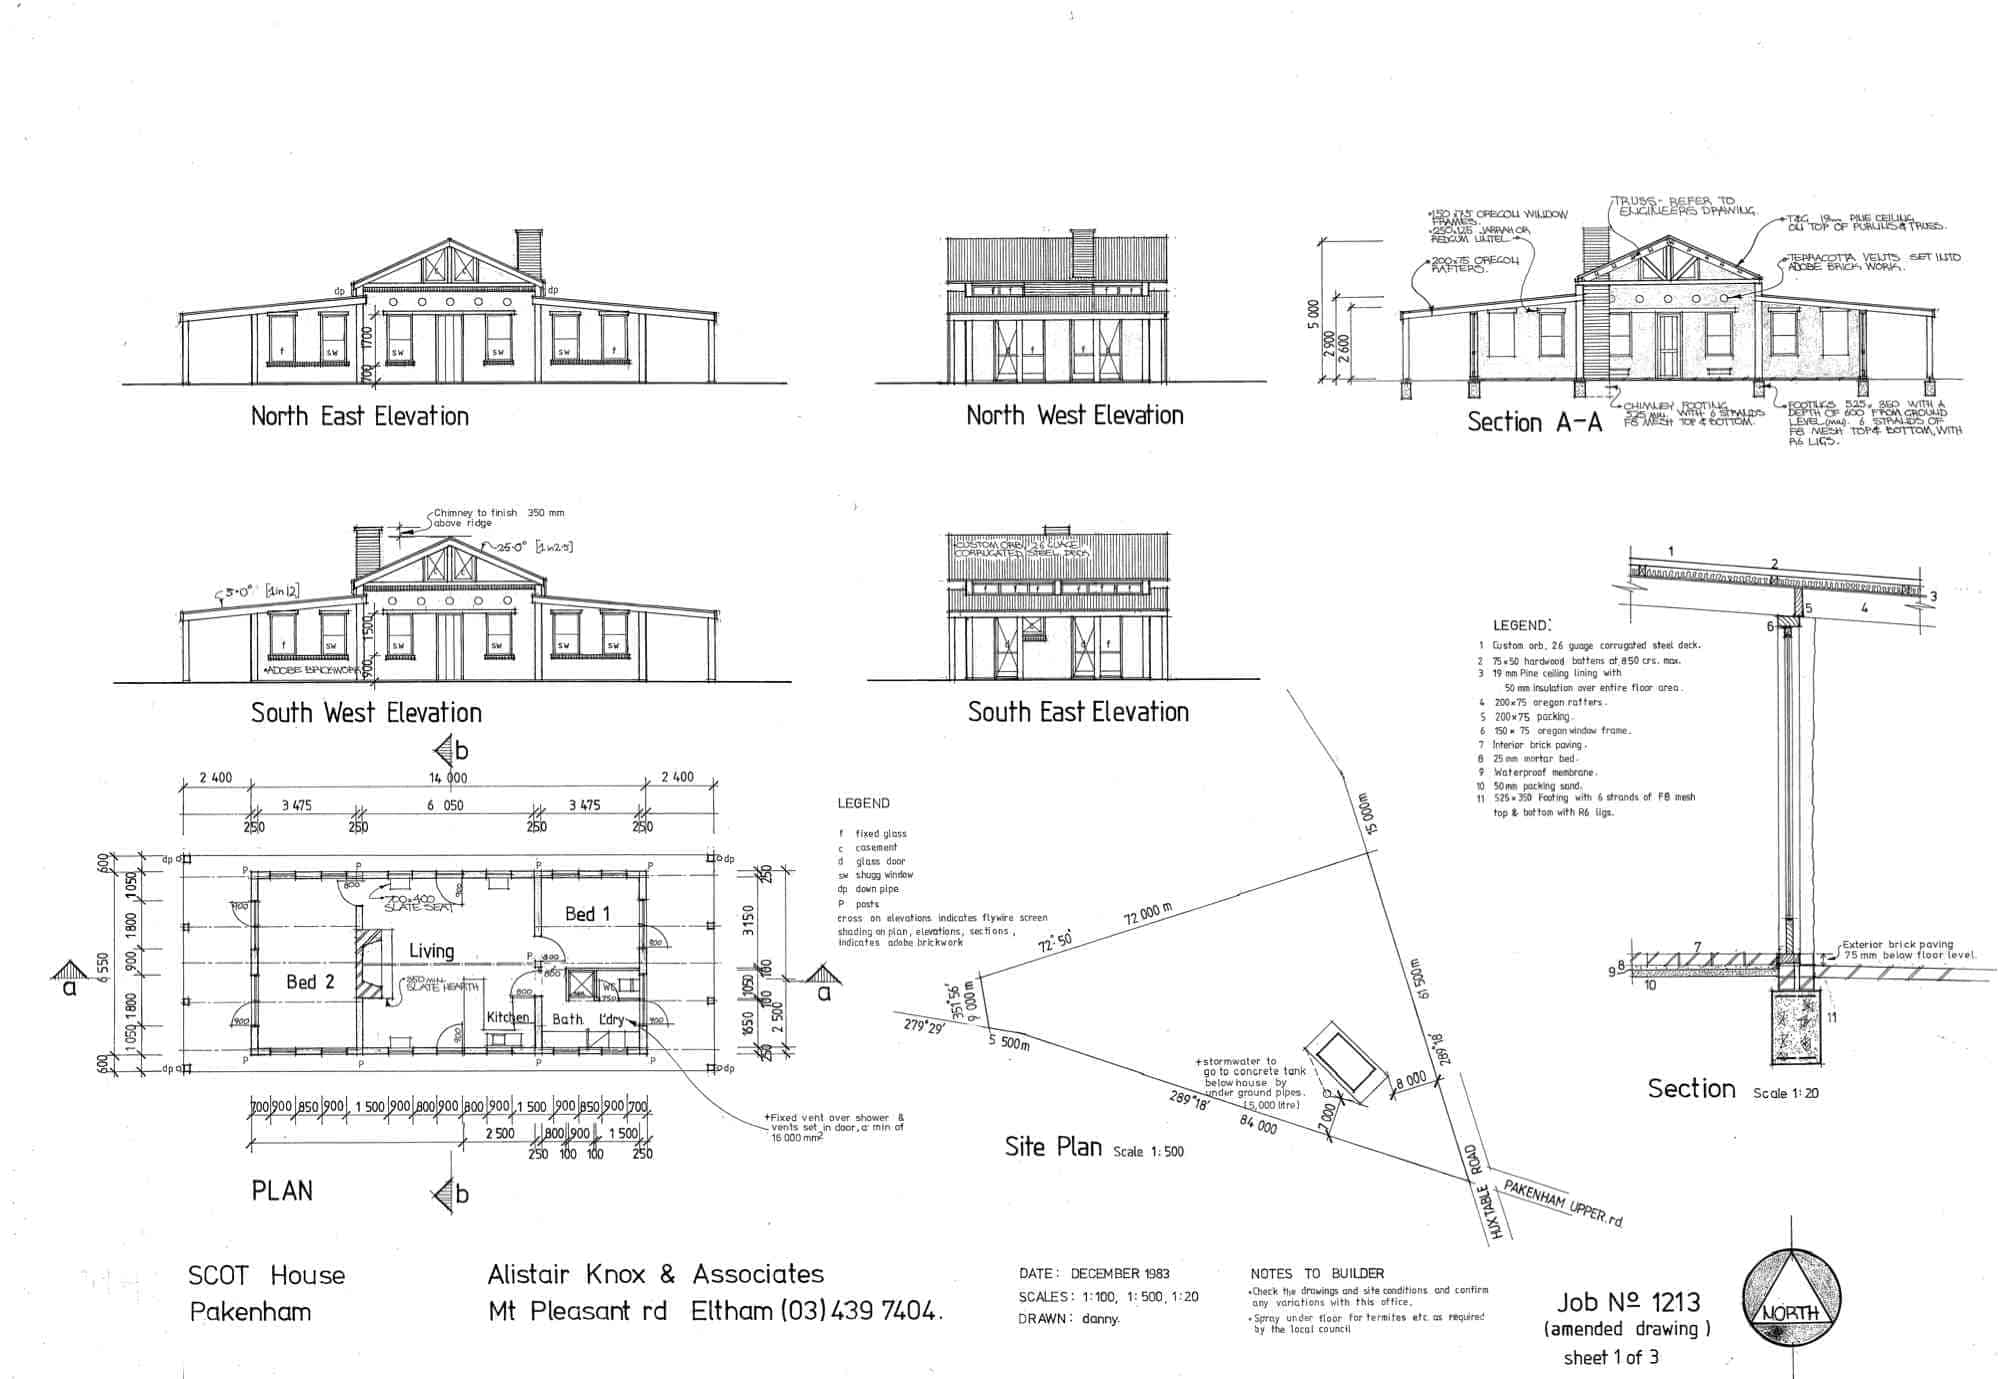 dp
dp
c
c
f
sw
sw
sw
sw
f
1700
700
North East Elevation
f
f
f
f
f
f
North West Elevation
TRUSS - REFER TO
ENGINEERS DRAWING.
•150 x 75 OREGON WINDOW
FRAMES.
•250x125 JARRAH OR
REDGUM LINTEL.
•200x75 OREGON
RAFTERS.
T&G 19mm PINE CEILING
ON TOP OF PURLINS & TRUSS.
TERRACOTTA VENTS SET INTO
ADOBE BRICK WORK.
5 000
2 900
2 600
Section A-A
CHIMNEY FOOTING
525 mm. WITH 6 STRANDS
F8 MESH TOP & BOTTOM.
FOOTINGS 525 x 350 WITH A
DEPTH OF 600 FROM GROUND
LEVEL (min). 6 STRANDS OF
F8 MESH TOP & BOTTOM, WITH
R6 LIGS.
Chimney to finish 350 mm
above ridge
25·0° [1 in 2·5]
5·0° [1 in 12]
c
c
f
sw
sw
sw
sw
sw
1500
900
•ADOBE BRICKWORK
South West Elevation
•CUSTOM ORB, 26 GUAGE
CORRUGATED STEEL DECK
f
f
f
f
f
f
c
d
d
f
South East Elevation
1
2
3
4
5
6
7
8
9
10
11
LEGEND:
1 Custom orb, 26 guage corrugated steel deck.
2 75×50 hardwood battens at 850 crs. max.
3 19 mm Pine ceiling lining with
50 mm insulation over entire floor area.
4 200×75 oregon rafters.
5 200×75 packing.
6 150 × 75 oregon window frame.
7 Interior brick paving.
8 25 mm mortar bed.
9 Waterproof membrane.
10 50mm packing sand.
11 525×350 Footing with 6 strands of F8 mesh
top & bottom with R6 ligs.
Exterior brick paving
75 mm below floor level.
Section Scale 1:20
b
2 400
14 000
2 400
3 475
6 050
3 475
250
250
250
250
600
6 550
600
1 050
1 800
900
1800
1 050
dp
dp
dp
dp
P
P
P
P
P
P
P
P
P
900
900
900
900
800
900
900
800
800
800
750
700×400
SLATE SEAT
Living
350 MIN.
SLATE HEARTH
Bed 1
Bed 2
Kitchen
Bath
L'dry
WC
250
3 150
100
1050
100
1650
2 500
250
a
a
700 900 850 900 1 500 900 800 900 800 900 1 500 900 850 900 700
2 500
800
900
1 500
250
100
100
250
PLAN
b
+Fixed vent over shower &
vents set in door, a min of
16 000 mm²
LEGEND
f fixed glass
c casement
d glass door
sw shugg window
dp down pipe
P posts
cross on elevations indicates flywire screen
shading on plan, elevations, sections,
indicates adobe brickwork
15 000m
72 000 m
72° 50'
351°56'
6 000 m
279° 29'
5 500m
61 500m
289°18'
+stormwater to
go to concrete tank
below house by
under ground pipes.
(5,000 litre)
8 000
7 000
289°18'
84 000
HUXTABLE ROAD
PAKENHAM UPPER rd
Site Plan Scale 1:500
SCOT House
Pakenham
Alistair Knox & Associates
Mt Pleasant rd Eltham (03) 439 7404.
DATE: DECEMBER 1983
SCALES: 1:100, 1:500, 1:20
DRAWN: danny.
NOTES TO BUILDER
•Check the drawings and site conditions and confirm
any variations with this office.
•Spray under floor for termites etc. as required
by the local council
Job Nº 1213
(amended drawing)
sheet 1 of 3
NORTH